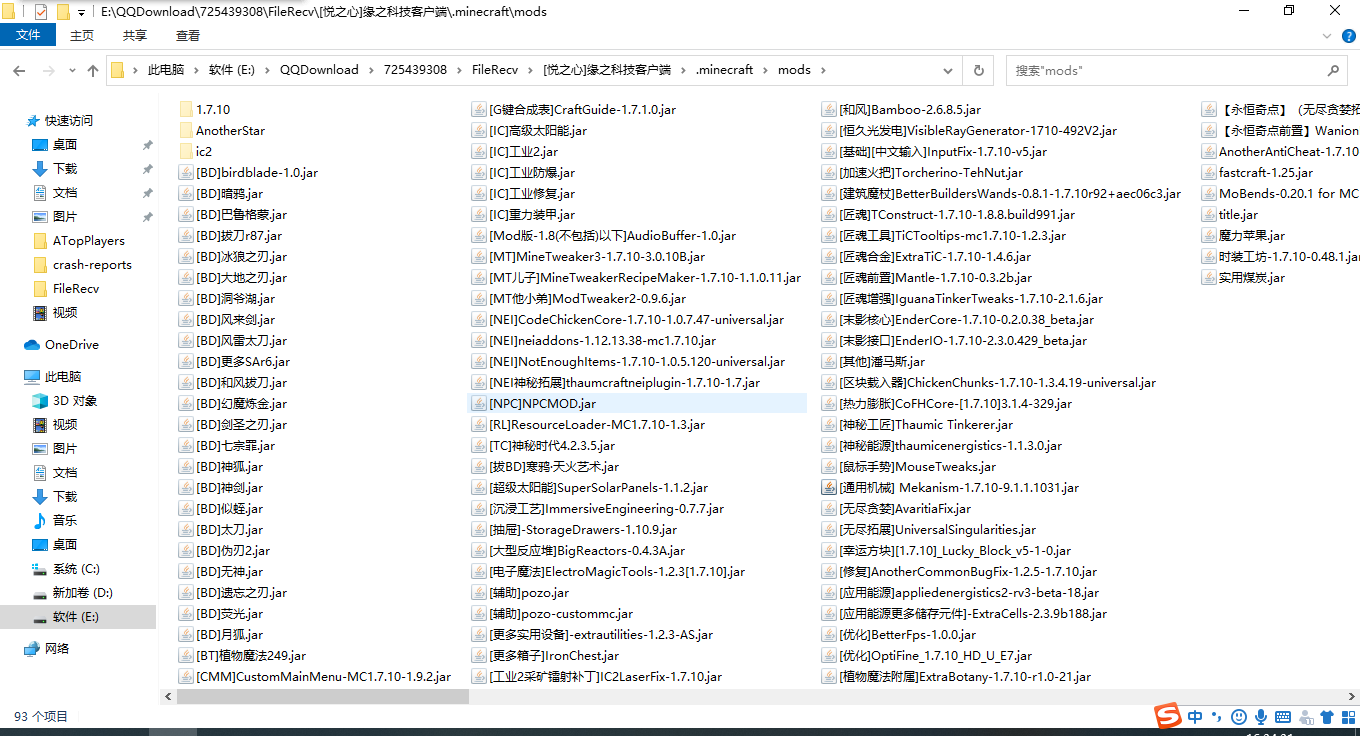 E:\QQDownload\725439308\FileRecv\[悦之心]缘之科技客户端\.minecraft\mods
文件 主页 共享 查看
此电脑 软件 (E:) QQDownload 725439308 FileRecv [悦之心]缘之科技客户端 .minecraft mods
搜索"mods"
快速访问
桌面
下载
文档
图片
ATopPlayers
crash-reports
FileRecv
视频
OneDrive
此电脑
3D 对象
视频
图片
文档
下载
音乐
桌面
系统 (C:)
新加卷 (D:)
软件 (E:)
网络
1.7.10
AnotherStar
ic2
[BD]birdblade-1.0.jar
[BD]暗鸦.jar
[BD]巴鲁格蒙.jar
[BD]拔刀r87.jar
[BD]冰狼之刃.jar
[BD]大地之刃.jar
[BD]洞爷湖.jar
[BD]风来剑.jar
[BD]风雷太刀.jar
[BD]更多SAr6.jar
[BD]和风拔刀.jar
[BD]幻魔炼金.jar
[BD]剑圣之刃.jar
[BD]七宗罪.jar
[BD]神狐.jar
[BD]神剑.jar
[BD]似蛭.jar
[BD]太刀.jar
[BD]伪刃2.jar
[BD]无神.jar
[BD]遗忘之刃.jar
[BD]荧光.jar
[BD]月狐.jar
[BT]植物魔法249.jar
[CMM]CustomMainMenu-MC1.7.10-1.9.2.jar
[G键合成表]CraftGuide-1.7.1.0.jar
[IC]高级太阳能.jar
[IC]工业2.jar
[IC]工业防爆.jar
[IC]工业修复.jar
[IC]重力装甲.jar
[Mod版-1.8(不包括)以下]AudioBuffer-1.0.jar
[MT]MineTweaker3-1.7.10-3.0.10B.jar
[MT儿子]MineTweakerRecipeMaker-1.7.10-1.1.0.11.jar
[MT他小弟]ModTweaker2-0.9.6.jar
[NEI]CodeChickenCore-1.7.10-1.0.7.47-universal.jar
[NEI]neiaddons-1.12.13.38-mc1.7.10.jar
[NEI]NotEnoughItems-1.7.10-1.0.5.120-universal.jar
[NEI神秘拓展]thaumcraftneiplugin-1.7.10-1.7.jar
[NPC]NPCMOD.jar
[RL]ResourceLoader-MC1.7.10-1.3.jar
[TC]神秘时代4.2.3.5.jar
[拔BD]寒鸦·天火艺术.jar
[超级太阳能]SuperSolarPanels-1.1.2.jar
[沉浸工艺]ImmersiveEngineering-0.7.7.jar
[抽屉]-StorageDrawers-1.10.9.jar
[大型反应堆]BigReactors-0.4.3A.jar
[电子魔法]ElectroMagicTools-1.2.3[1.7.10].jar
[辅助]pozo.jar
[辅助]pozo-custommc.jar
[更多实用设备]-extrautilities-1.2.3-AS.jar
[更多箱子]IronChest.jar
[工业2采矿镭射补丁]IC2LaserFix-1.7.10.jar
[和风]Bamboo-2.6.8.5.jar
[恒久光发电]VisibleRayGenerator-1710-492V2.jar
[基础][中文输入]InputFix-1.7.10-v5.jar
[加速火把]Torcherino-TehNut.jar
[建筑魔杖]BetterBuildersWands-0.8.1-1.7.10r92+aec06c3.jar
[匠魂]TConstruct-1.7.10-1.8.8.build991.jar
[匠魂工具]TiCTooltips-mc1.7.10-1.2.3.jar
[匠魂合金]ExtraTiC-1.7.10-1.4.6.jar
[匠魂前置]Mantle-1.7.10-0.3.2b.jar
[匠魂增强]IguanaTinkerTweaks-1.7.10-2.1.6.jar
[末影核心]EnderCore-1.7.10-0.2.0.38_beta.jar
[末影接口]EnderIO-1.7.10-2.3.0.429_beta.jar
[其他]潘马斯.jar
[区块载入器]ChickenChunks-1.7.10-1.3.4.19-universal.jar
[热力膨胀]CoFHCore-[1.7.10]3.1.4-329.jar
[神秘工匠]Thaumic Tinkerer.jar
[神秘能源]thaumicenergistics-1.1.3.0.jar
[鼠标手势]MouseTweaks.jar
[通用机械] Mekanism-1.7.10-9.1.1.1031.jar
[无尽贪婪]AvaritiaFix.jar
[无尽拓展]UniversalSingularities.jar
[幸运方块][1.7.10]_Lucky_Block_v5-1-0.jar
[修复]AnotherCommonBugFix-1.2.5-1.7.10.jar
[应用能源]appliedenergistics2-rv3-beta-18.jar
[应用能源更多储存元件]-ExtraCells-2.3.9b188.jar
[优化]BetterFps-1.0.0.jar
[优化]OptiFine_1.7.10_HD_U_E7.jar
[植物魔法附属]ExtraBotany-1.7.10-r1.0-21.jar
【永恒奇点】（无尽贪婪拓
【永恒奇点前置】Wanion
AnotherAntiCheat-1.7.10
fastcraft-1.25.jar
MoBends-0.20.1 for MC
title.jar
魔力苹果.jar
时装工坊-1.7.10-0.48.1.jar
实用煤炭.jar
93 个项目
中